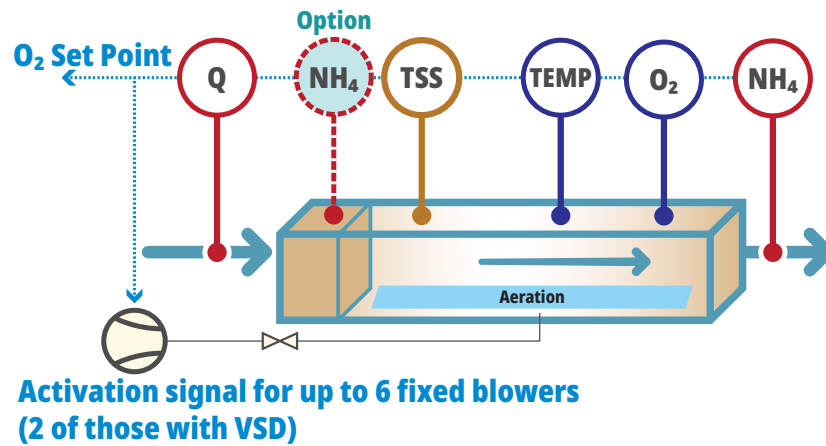 Option
O₂ Set Point
Q
NH₄
TSS
TEMP
O₂
NH₄
Aeration
Activation signal for up to 6 fixed blowers
(2 of those with VSD)